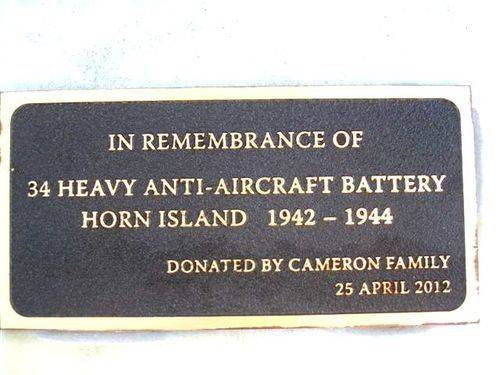 IN REMEMBRANCE OF
34 HEAVY ANTI-AIRCRAFT BATTERY
HORN ISLAND 1942 – 1944
DONATED BY CAMERON FAMILY
25 APRIL 2012